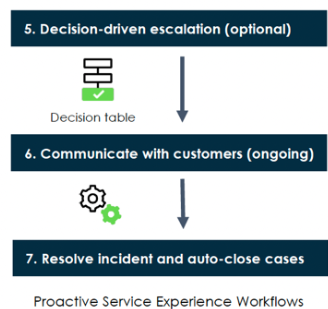 5. Decision-driven escalation (optional)
Decision table
6. Communicate with customers (ongoing)
7. Resolve incident and auto-close cases
Proactive Service Experience Workflows